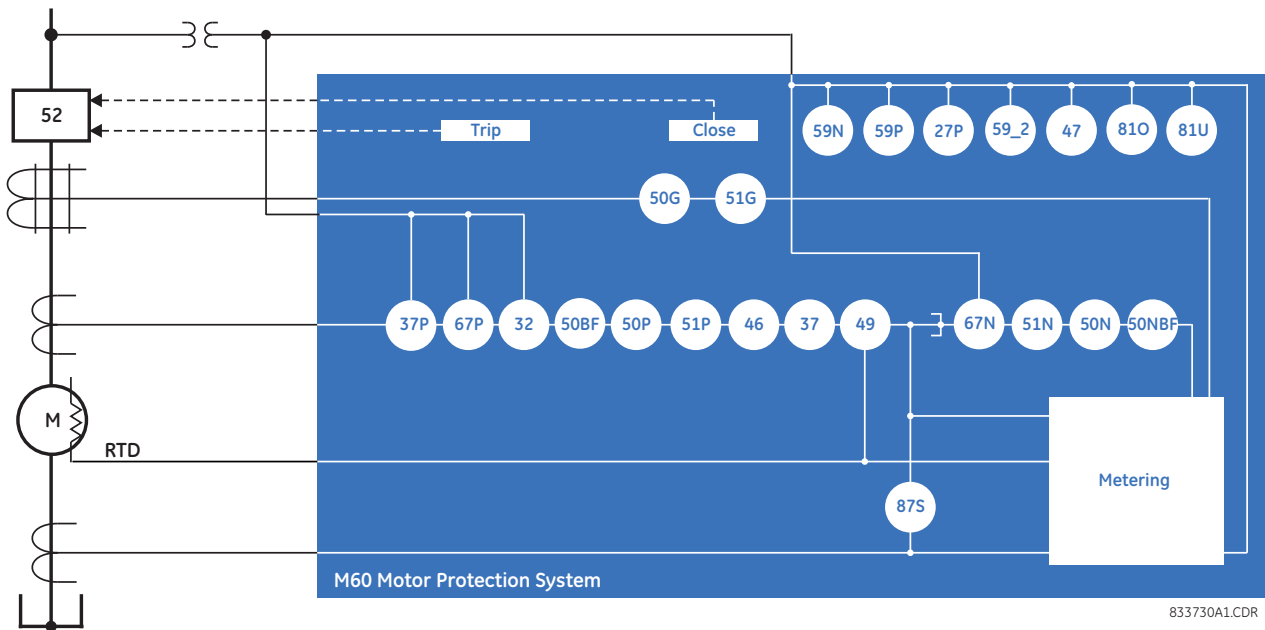 52
Trip
Close
59N 59P 27P 59_2 47 81O 81U
50G 51G
37P 67P 32 50BF 50P 51P 46 37 49 67N 51N 50N 50NBF
M
RTD
Metering
87S
M60 Motor Protection System
833730A1.CDR